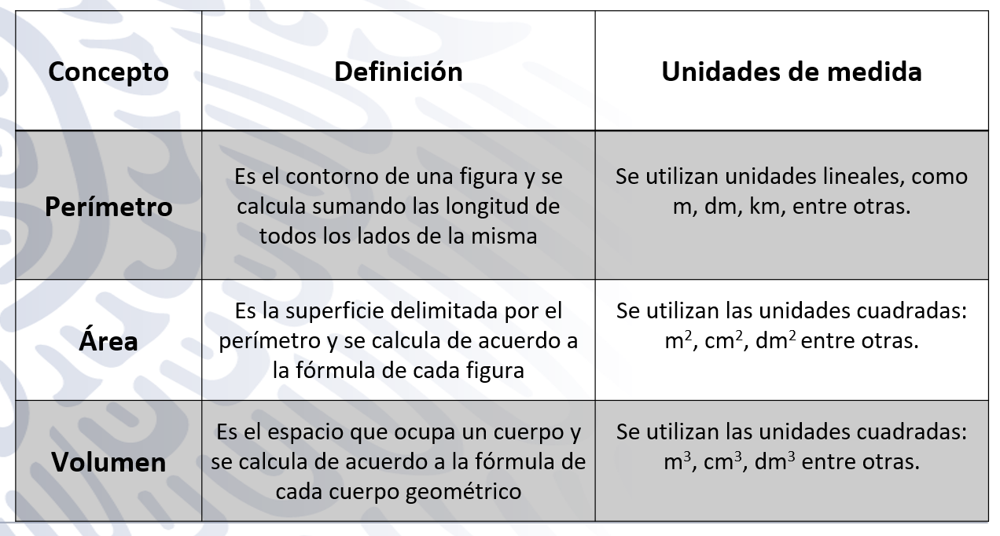 Concepto
Definición
Unidades de medida
Perímetro
Es el contorno de una figura y se
calcula sumando las longitud de
todos los lados de la misma
Se utilizan unidades lineales, como
m, dm, km, entre otras.
Área
Es la superficie delimitada por el
perímetro y se calcula de acuerdo a
la fórmula de cada figura
Se utilizan las unidades cuadradas:
m², cm², dm² entre otras.
Volumen
Es el espacio que ocupa un cuerpo y
se calcula de acuerdo a la fórmula de
cada cuerpo geométrico
Se utilizan las unidades cuadradas:
m³, cm³, dm³ entre otras.